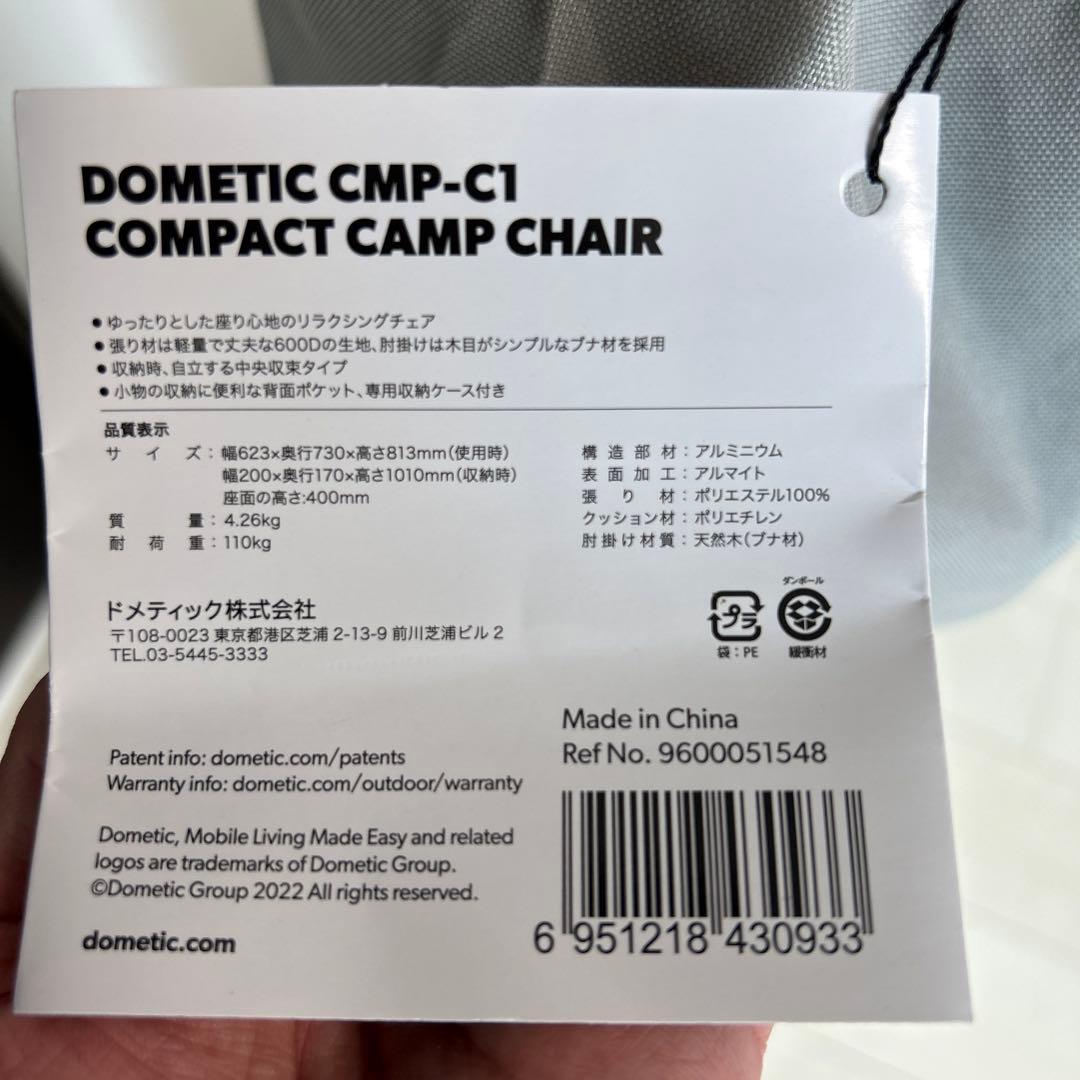 DOMETIC CMP-C1
COMPACT CAMP CHAIR
● ゆったりとした座り心地のリラクシングチェア
● 張り材は軽量で丈夫な600Dの生地、肘掛けは木目がシンプルなブナ材を採用
● 収納時、自立する中央収束タイプ
● 小物の収納に便利な背面ポケット、専用収納ケース付き
品質表示
サイズ：幅623×奥行730×高さ813mm（使用時）
幅200×奥行170×高さ1010mm（収納時）
座面の高さ:400mm
質量：4.26kg
耐荷重：110kg
構造部材：アルミニウム
表面加工：アルマイト
張り材：ポリエステル100%
クッション材：ポリエチレン
肘掛け材質：天然木（ブナ材）
ドメティック株式会社
〒108-0023 東京都港区芝浦 2-13-9 前川芝浦ビル 2
TEL.03-5445-3333
プラ
袋：PE
ダンボール
緩衝材
Made in China
Ref No. 9600051548
Patent info: dometic.com/patents
Warranty info: dometic.com/outdoor/warranty
Dometic, Mobile Living Made Easy and related
logos are trademarks of Dometic Group.
©Dometic Group 2022 All rights reserved.
dometic.com
6 951218 430933